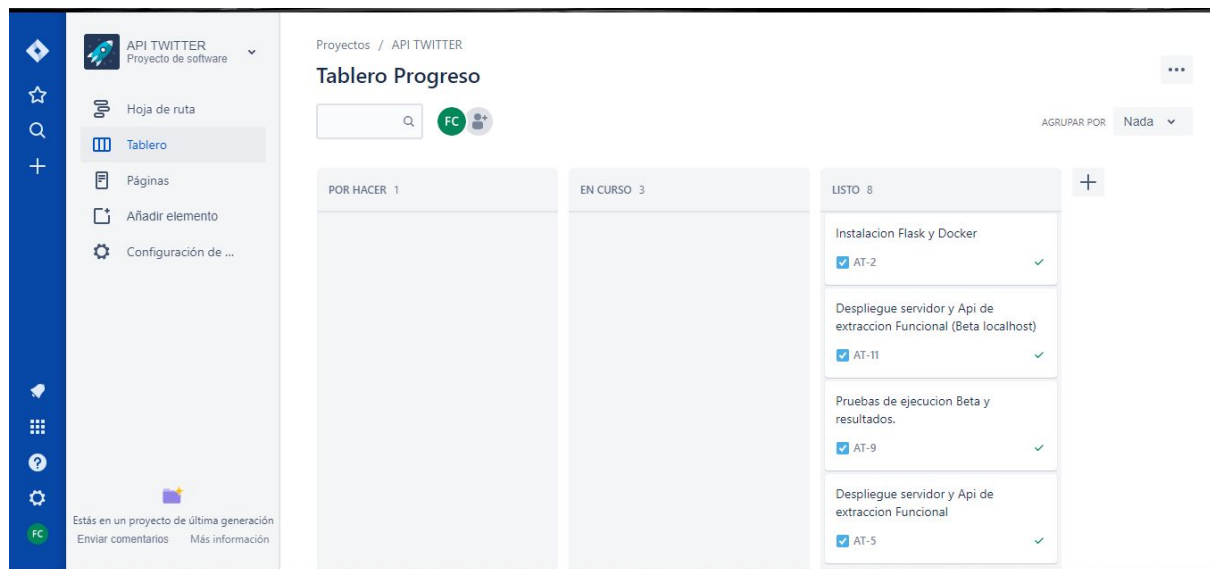 API TWITTER
Proyecto de software
Hoja de ruta
Tablero
Páginas
Añadir elemento
Configuración de ...
Estás en un proyecto de última generación
Enviar comentarios Más información
FC
Proyectos / API TWITTER
Tablero Progreso
FC
AGRUPAR POR Nada
POR HACER 1
EN CURSO 3
LISTO 8
Instalacion Flask y Docker
AT-2
Despliegue servidor y Api de
extraccion Funcional (Beta localhost)
AT-11
Pruebas de ejecucion Beta y
resultados.
AT-9
Despliegue servidor y Api de
extraccion Funcional
AT-5